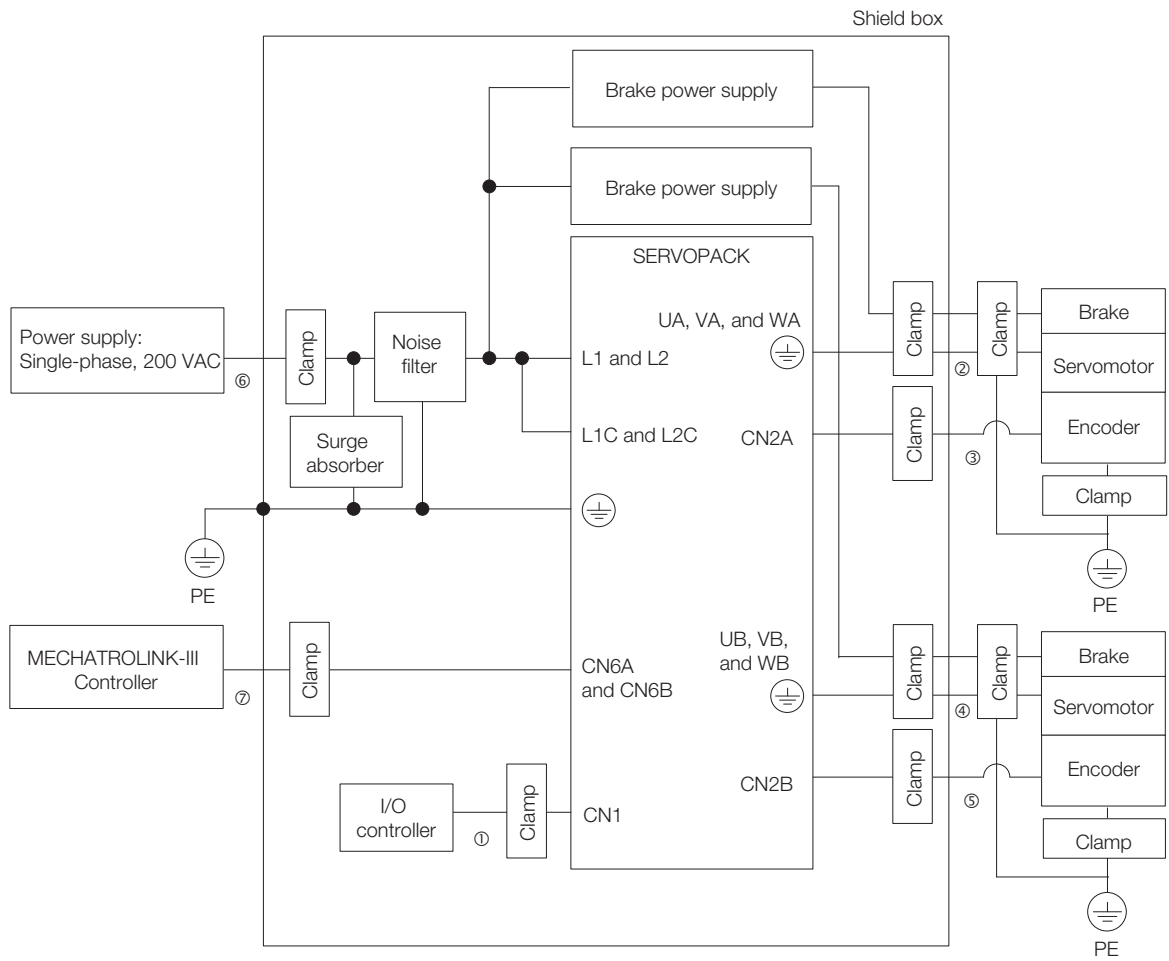 Shield box
Brake power supply
Brake power supply
SERVOPACK
Power supply:
Single-phase, 200 VAC
⑥
Clamp
Noise
filter
Surge
absorber
L1 and L2
L1C and L2C
UA, VA, and WA
CN2A
Clamp
②
Clamp
Brake
Servomotor
Encoder
Clamp
③
Clamp
PE
PE
MECHATROLINK-III
Controller
⑦
Clamp
CN6A
and CN6B
UB, VB,
and WB
CN2B
Clamp
④
Clamp
Brake
Servomotor
Encoder
Clamp
⑤
Clamp
PE
I/O
controller
①
Clamp
CN1